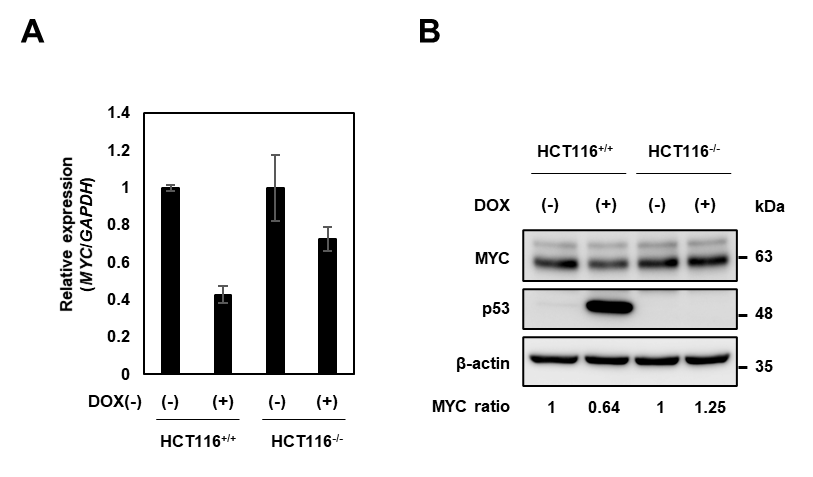 A
B
1.4
1.2
1
0.8
0.6
0.4
0.2
0
Relative expression
(MYC/GAPDH)
DOX(-) (-) (+) (-) (+)
HCT116+/+ HCT116-/-
HCT116+/+ HCT116-/-
DOX (-) (+) (-) (+) kDa
MYC 63
p53 48
β-actin 35
MYC ratio 1 0.64 1 1.25